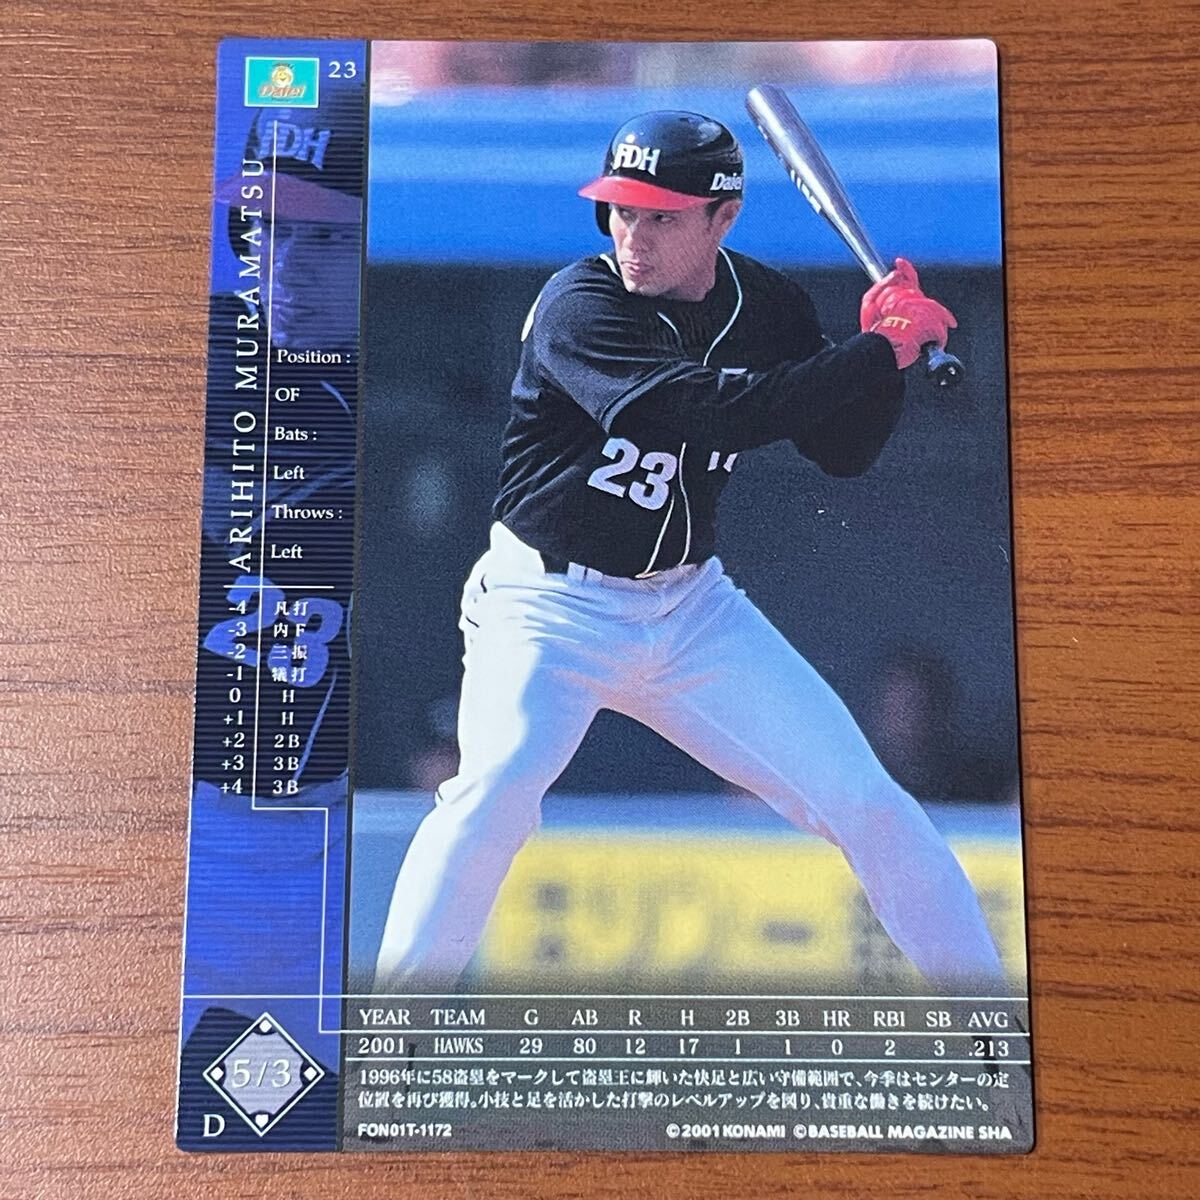 Daiei
23
ARIHITO MURAMATSU
Position :
OF
Bats :
Left
Throws :
Left
-4 凡打
-3 内F
-2 三振
-1 犠打
0 H
+1 H
+2 2B
+3 3B
+4 3B
FDH
Daiei
23
YEAR TEAM G AB R H 2B 3B HR RBI SB AVG
2001 HAWKS 29 80 12 17 1 1 0 2 3 .213
1996年に58盗塁をマークして盗塁王に輝いた快足と広い守備範囲で、今季はセンターの定
位置を再び獲得。小技と足を活かした打撃のレベルアップを図り、貴重な働きを続けたい。
5/3
D
FON01T-1172
©2001 KONAMI ©BASEBALL MAGAZINE SHA